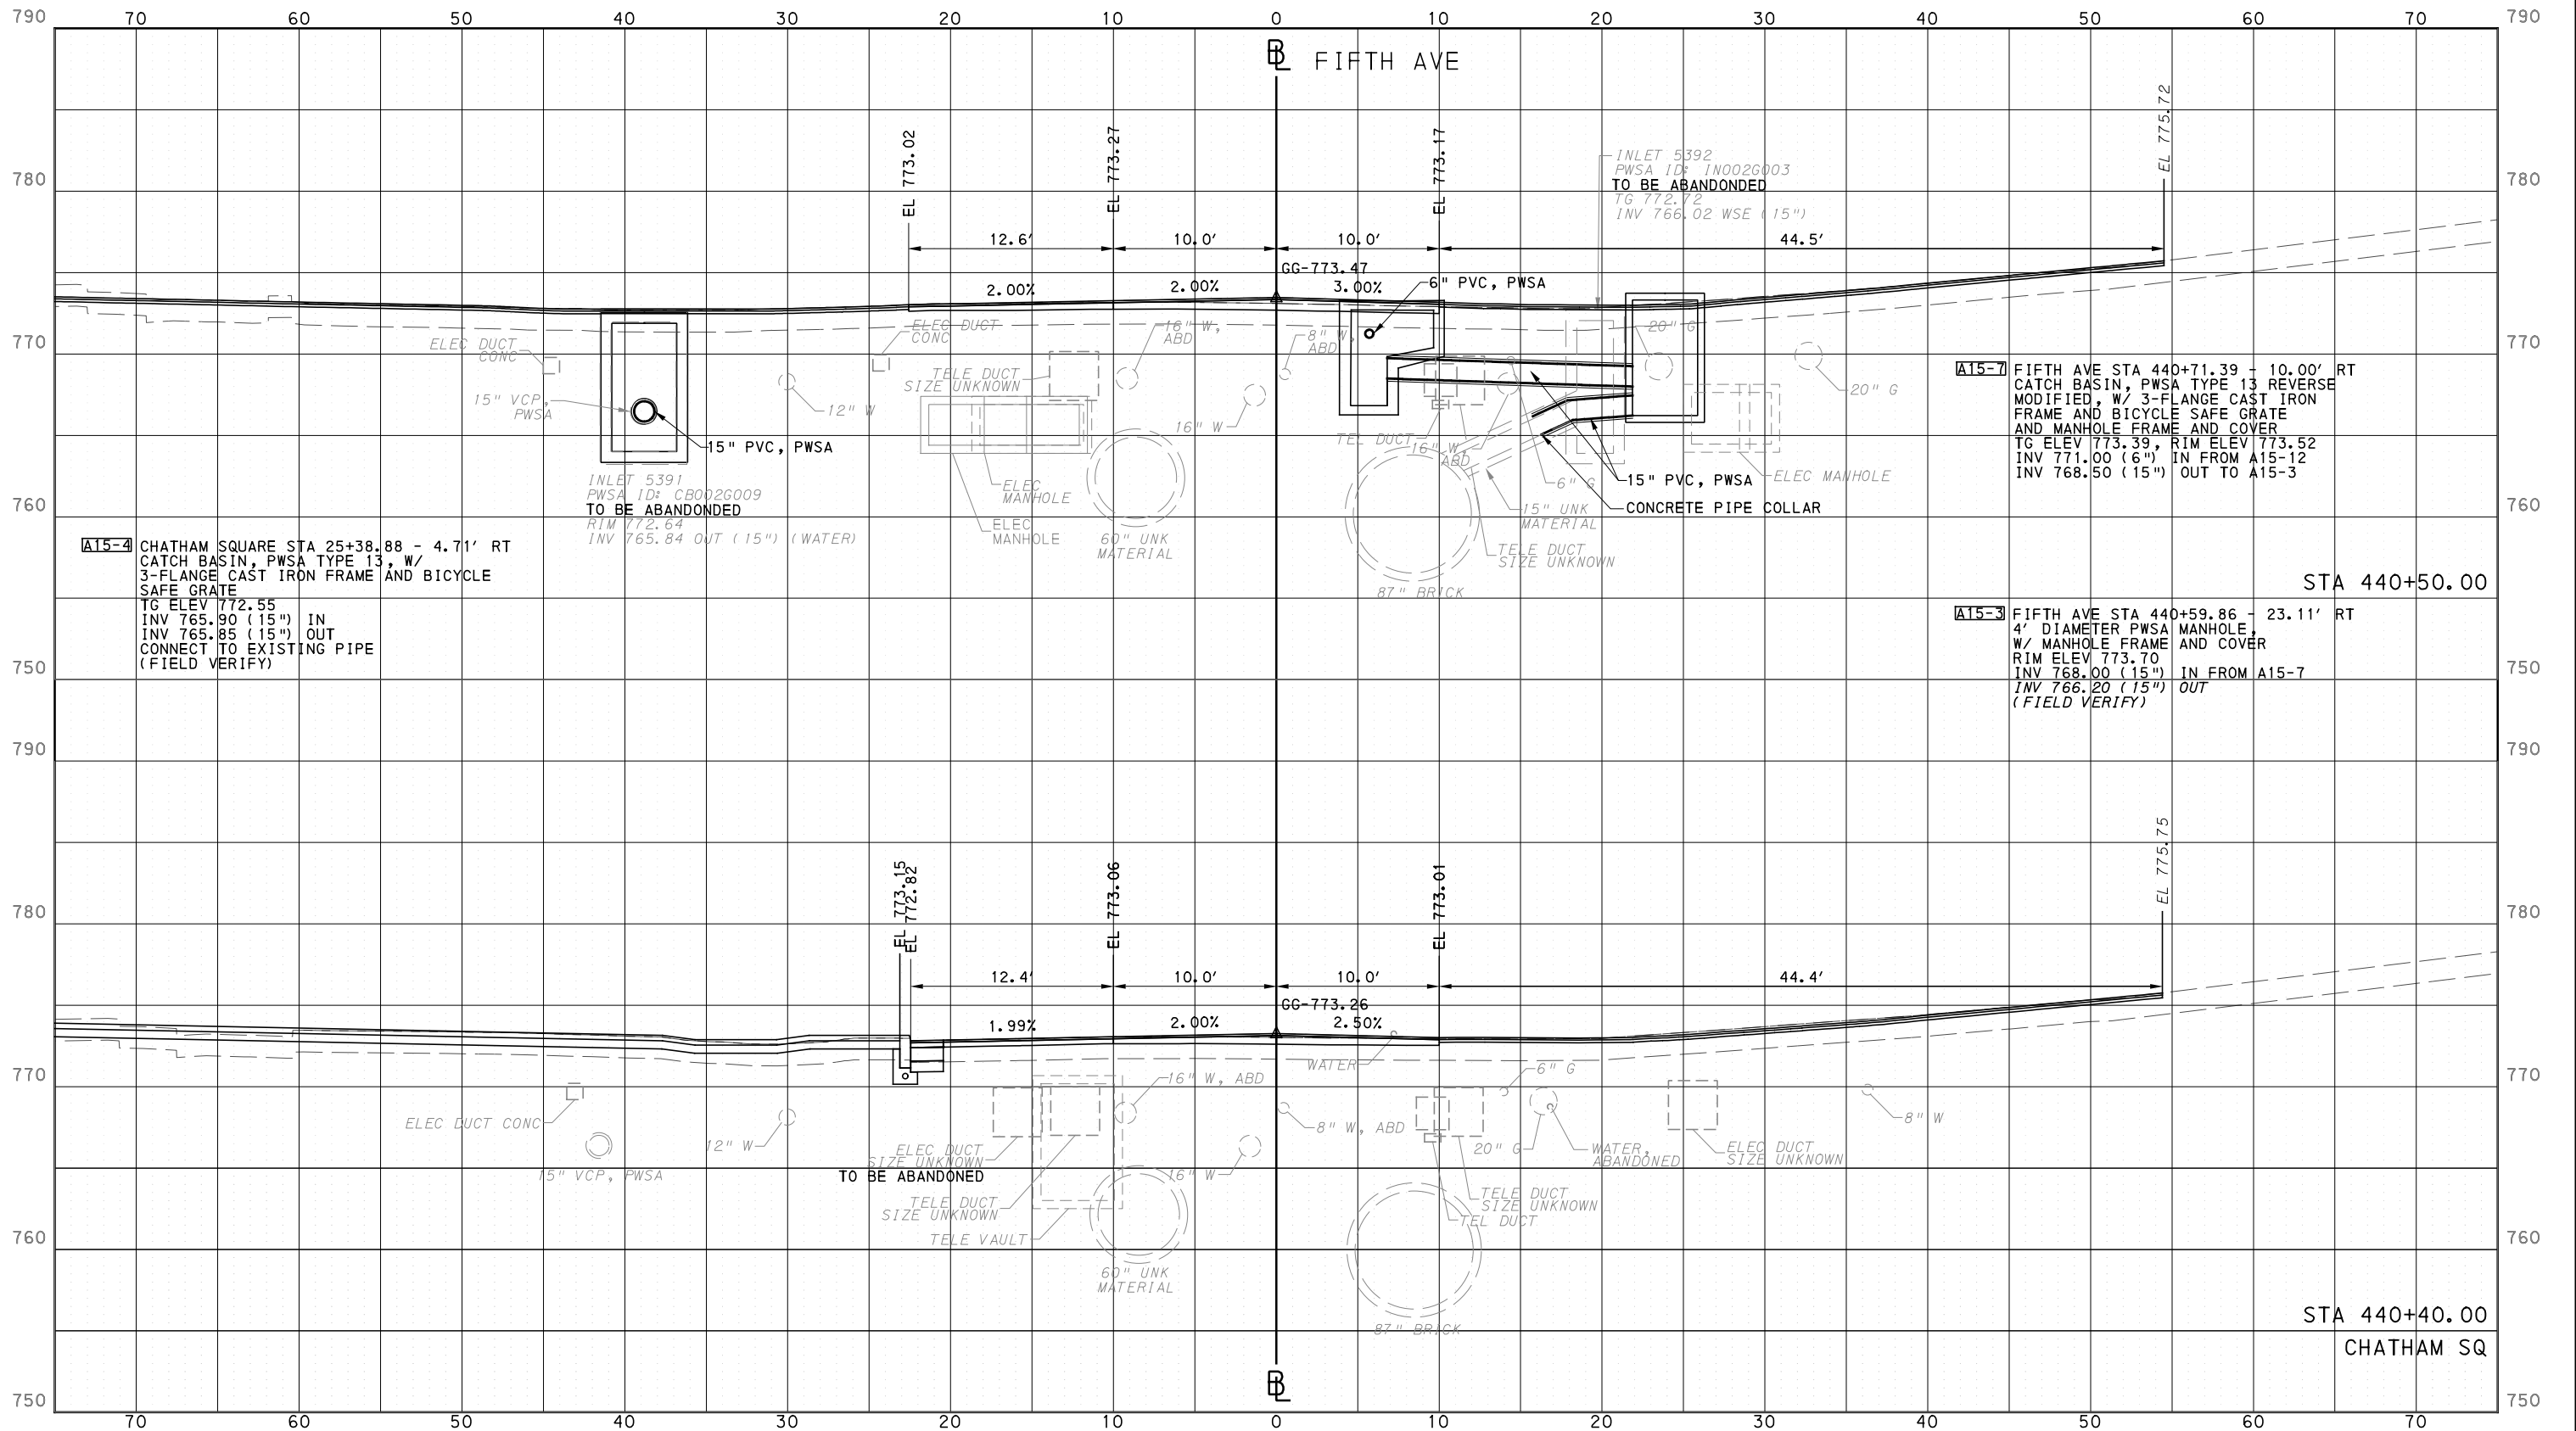 790 70 60 50 40 30 20 10 0 10 20 30 40 50 60 70 790
BL FIFTH AVE
EL 773.02
EL 773.27
EL 773.17
EL 775.72
INLET 5392
PWSA ID: IN002G003
TO BE ABANDONDED
TG 772.72
INV 766.02 WSE (15")
780 780
12.6' 10.0' 10.0' 44.5'
GG-773.47
2.00% 2.00% 3.00%
6" PVC, PWSA
ELEC DUCT
CONC
ELEC DUCT
CONC
16" W,
ABD
8" W,
ABD
20" G
770 770
TELE DUCT
SIZE UNKNOWN
15" VCP,
PWSA
12" W
16" W
20" G
15" PVC, PWSA
TEL DUCT
16" W,
ABD
A15-7 FIFTH AVE STA 440+71.39 - 10.00' RT
CATCH BASIN, PWSA TYPE 13 REVERSE
MODIFIED, W/ 3-FLANGE CAST IRON
FRAME AND BICYCLE SAFE GRATE
AND MANHOLE FRAME AND COVER
TG ELEV 773.39, RIM ELEV 773.52
INV 771.00 (6") IN FROM A15-12
INV 768.50 (15") OUT TO A15-3
INLET 5391
PWSA ID: CB002G009
TO BE ABANDONDED
RIM 772.64
INV 765.84 OUT (15") (WATER)
ELEC
MANHOLE
ELEC
MANHOLE
60" UNK
MATERIAL
6" G
15" PVC, PWSA
ELEC MANHOLE
CONCRETE PIPE COLLAR
15" UNK
MATERIAL
TELE DUCT
SIZE UNKNOWN
87" BRICK
760 760
A15-4 CHATHAM SQUARE STA 25+38.88 - 4.71' RT
CATCH BASIN, PWSA TYPE 13, W/
3-FLANGE CAST IRON FRAME AND BICYCLE
SAFE GRATE
TG ELEV 772.55
INV 765.90 (15") IN
INV 765.85 (15") OUT
CONNECT TO EXISTING PIPE
(FIELD VERIFY)
STA 440+50.00
A15-3 FIFTH AVE STA 440+59.86 - 23.11' RT
4' DIAMETER PWSA MANHOLE,
W/ MANHOLE FRAME AND COVER
RIM ELEV 773.70
INV 768.00 (15") IN FROM A15-7
INV 766.20 (15") OUT
(FIELD VERIFY)
750 750
790 790
EL 773.15
EL 772.82
EL 773.06
EL 773.01
EL 775.75
780 780
12.4' 10.0' 10.0' 44.4'
GG-773.26
1.99% 2.00% 2.50%
WATER
770 770
16" W, ABD
6" G
ELEC DUCT CONC
12" W
8" W, ABD
8" W
15" VCP, PWSA
ELEC DUCT
SIZE UNKNOWN
TO BE ABANDONED
16" W
20" G
WATER,
ABANDONED
ELEC DUCT
SIZE UNKNOWN
TELE DUCT
SIZE UNKNOWN
TELE DUCT
SIZE UNKNOWN
TEL DUCT
TELE VAULT
760 760
60" UNK
MATERIAL
87" BRICK
STA 440+40.00
CHATHAM SQ
BL
750 750
70 60 50 40 30 20 10 0 10 20 30 40 50 60 70